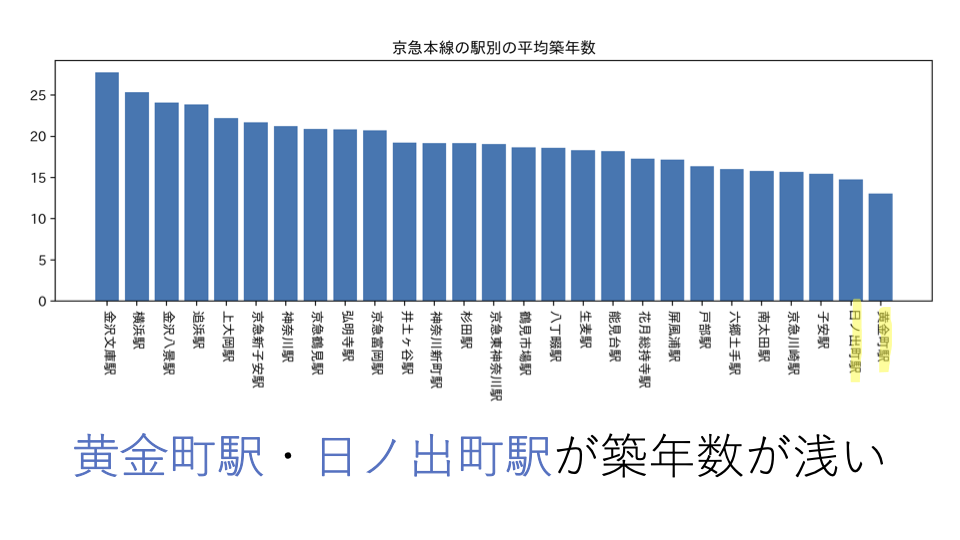 京急本線の駅別の平均築年数
25
20
15
10
5
0
金沢文庫駅
横浜駅
金沢八景駅
追浜駅
上大岡駅
京急新子安駅
神奈川駅
京急鶴見駅
弘明寺駅
京急富岡駅
井土ヶ谷駅
神奈川新町駅
杉田駅
京急東神奈川駅
鶴見市場駅
八丁畷駅
生麦駅
能見台駅
花月総持寺駅
屏風浦駅
戸部駅
六郷土手駅
南太田駅
京急川崎駅
子安駅
日ノ出町駅
黄金町駅
黄金町駅・日ノ出町駅が築年数が浅い